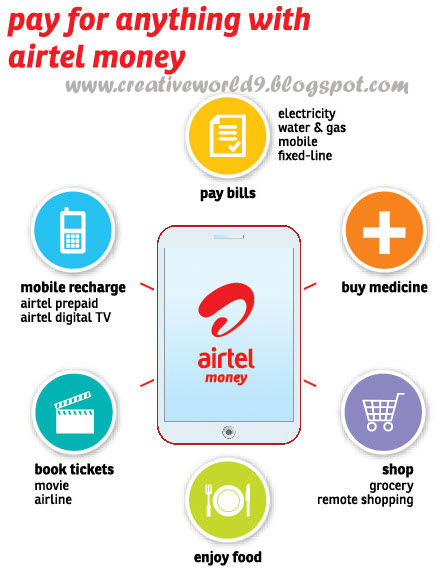 pay for anything with
airtel money
www.creativeworld9.blogspot.com
electricity
water & gas
mobile
fixed-line
pay bills
mobile recharge
airtel prepaid
airtel digital TV
buy medicine
airtel
money
book tickets
movie
airline
shop
grocery
remote shopping
enjoy food